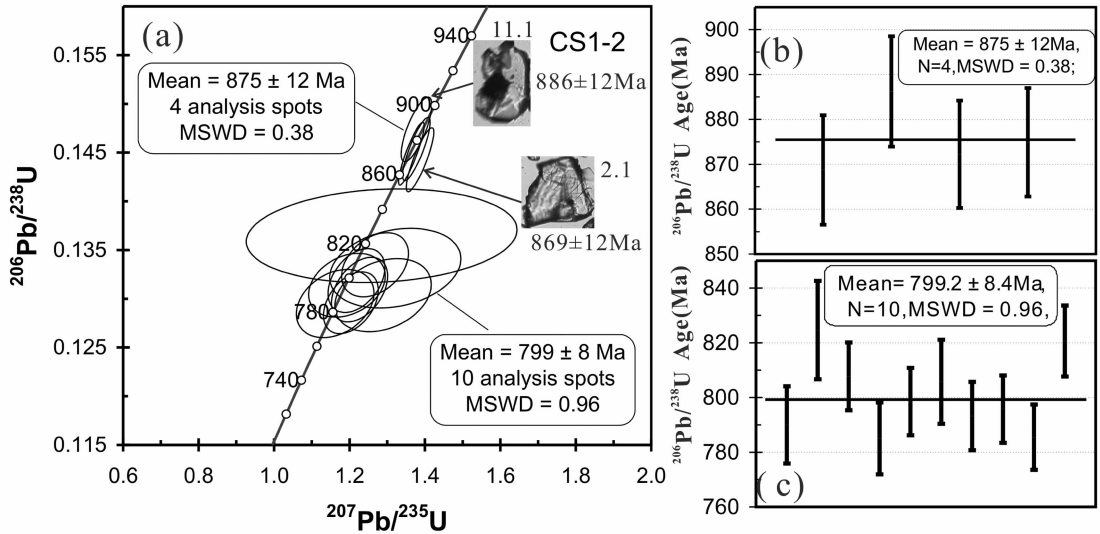 (a)
CS1-2
11.1
886±12Ma
2.1
869±12Ma
Mean = 875 ± 12 Ma
4 analysis spots
MSWD = 0.38
940
900
860
820
780
740
Mean = 799 ± 8 Ma
10 analysis spots
MSWD = 0.96
0.155
0.145
0.135
0.125
0.115
206Pb/238U
0.6
0.8
1.0
1.2
1.4
1.6
1.8
2.0
207Pb/235U
(b)
Mean = 875 ± 12Ma,
N=4,MSWD = 0.38;
900
890
880
870
860
850
206Pb/238U Age(Ma)
(c)
Mean= 799.2 ± 8.4Ma,
N=10,MSWD = 0.96,
840
820
800
780
760
206Pb/238U Age(Ma)